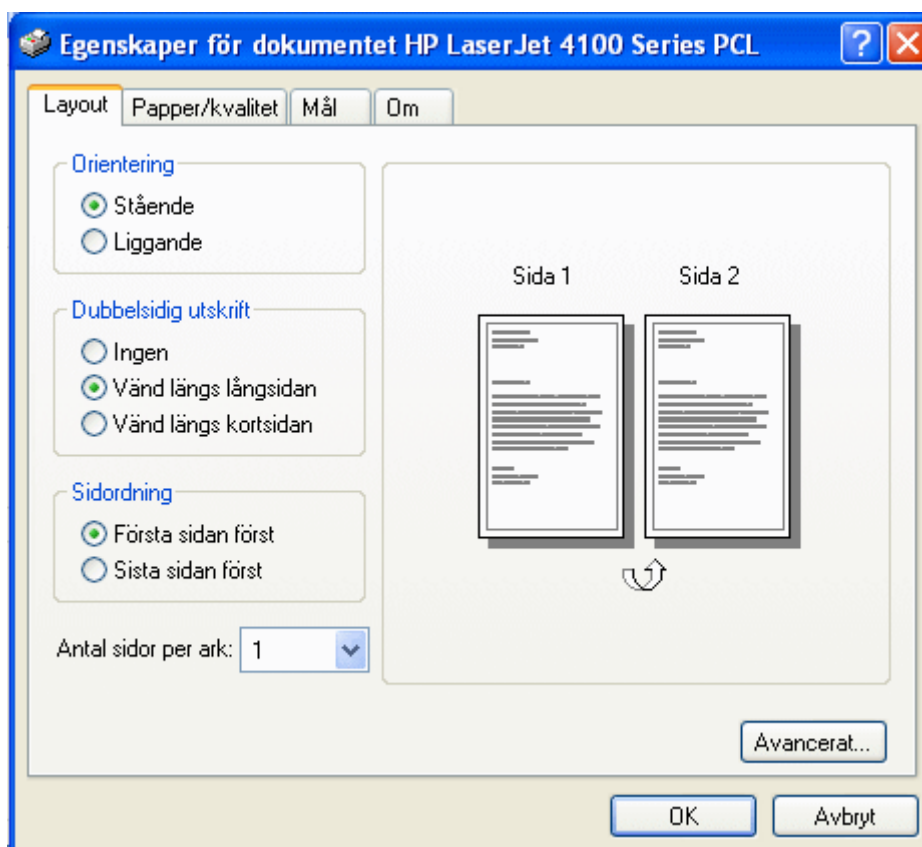 Egenskaper för dokumentet HP LaserJet 4100 Series PCL
Layout Papper/kvalitet Mål Om
Orientering
Stående
Liggande
Dubbelsidig utskrift
Ingen
Vänd längs långsidan
Vänd längs kortsidan
Sidordning
Första sidan först
Sista sidan först
Antal sidor per ark: 1
Sida 1 Sida 2
Avancerat...
OK Avbryt